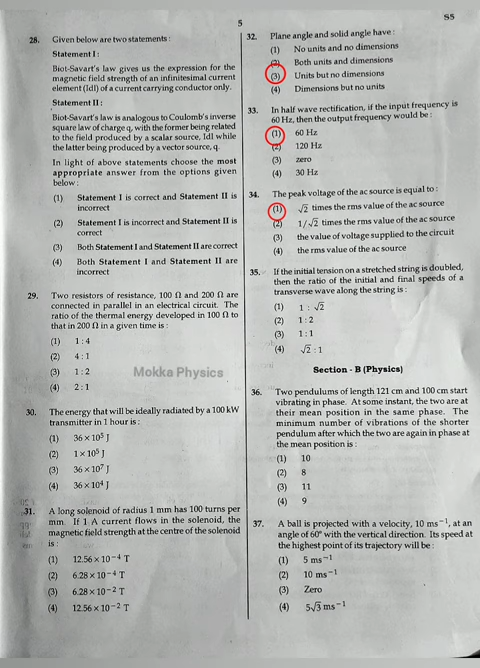 5
S5
28. Given below are two statements :
Statement I :
Biot-Savart's law gives us the expression for the
magnetic field strength of an infinitesimal current
element (Idl) of a current carrying conductor only.
Statement II :
Biot-Savart's law is analogous to Coulomb's inverse
square law of charge q, with the former being related
to the field produced by a scalar source, Idl while
the latter being produced by a vector source, q.
In light of above statements choose the most
appropriate answer from the options given
below :
(1) Statement I is correct and Statement II is
incorrect
(2) Statement I is incorrect and Statement II is
correct
(3) Both Statement I and Statement II are correct
(4) Both Statement I and Statement II are
incorrect
29. Two resistors of resistance, 100 Ω and 200 Ω are
connected in parallel in an electrical circuit. The
ratio of the thermal energy developed in 100 Ω to
that in 200 Ω in a given time is :
(1) 1 : 4
(2) 4 : 1
(3) 1 : 2
(4) 2 : 1
Mokka Physics
30. The energy that will be ideally radiated by a 100 kW
transmitter in 1 hour is :
(1) 36 × 10⁵ J
(2) 1 × 10⁵ J
(3) 36 × 10⁷ J
(4) 36 × 10⁴ J
31. A long solenoid of radius 1 mm has 100 turns per
mm. If 1 A current flows in the solenoid, the
magnetic field strength at the centre of the solenoid
is :
(1) 12.56 × 10⁻⁴ T
(2) 6.28 × 10⁻⁴ T
(3) 6.28 × 10⁻² T
(4) 12.56 × 10⁻² T
32. Plane angle and solid angle have :
(1) No units and no dimensions
(2) Both units and dimensions
(3) Units but no dimensions
(4) Dimensions but no units
33. In half wave rectification, if the input frequency is
60 Hz, then the output frequency would be :
(1) 60 Hz
(2) 120 Hz
(3) zero
(4) 30 Hz
34. The peak voltage of the ac source is equal to :
(1) √2 times the rms value of the ac source
(2) 1/√2 times the rms value of the ac source
(3) the value of voltage supplied to the circuit
(4) the rms value of the ac source
35. If the initial tension on a stretched string is doubled,
then the ratio of the initial and final speeds of a
transverse wave along the string is :
(1) 1 : √2
(2) 1 : 2
(3) 1 : 1
(4) √2 : 1
Section - B (Physics)
36. Two pendulums of length 121 cm and 100 cm start
vibrating in phase. At some instant, the two are at
their mean position in the same phase. The
minimum number of vibrations of the shorter
pendulum after which the two are again in phase at
the mean position is :
(1) 10
(2) 8
(3) 11
(4) 9
37. A ball is projected with a velocity, 10 ms⁻¹, at an
angle of 60° with the vertical direction. Its speed at
the highest point of its trajectory will be :
(1) 5 ms⁻¹
(2) 10 ms⁻¹
(3) Zero
(4) 5√3 ms⁻¹